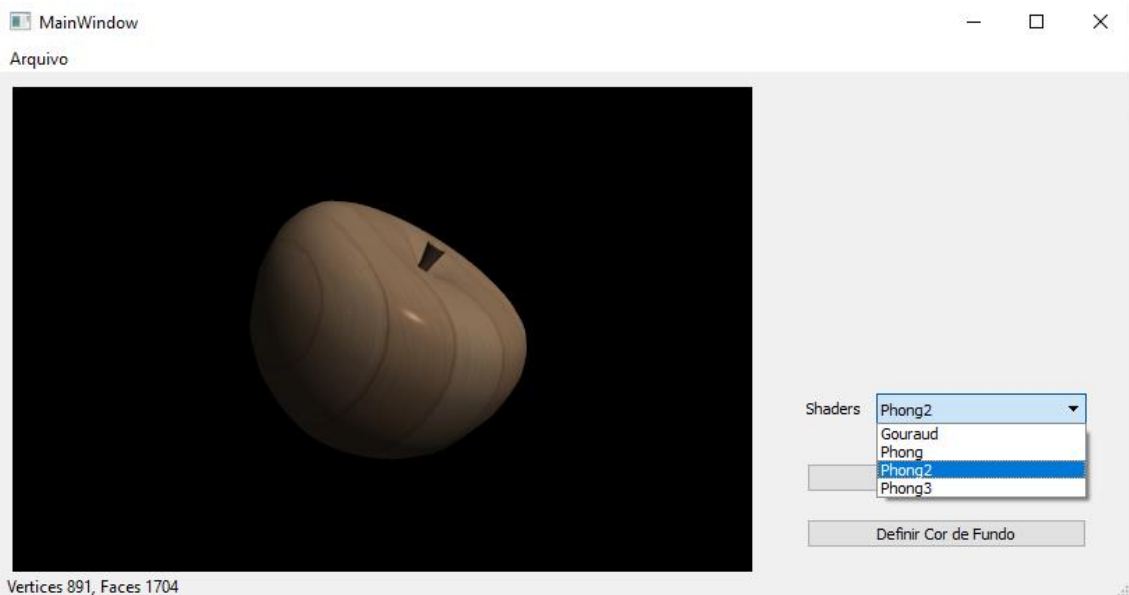 MainWindow
Arquivo
Shaders
Phong2
Gouraud
Phong
Phong2
Phong3
Definir Cor de Fundo
Vertices 891, Faces 1704